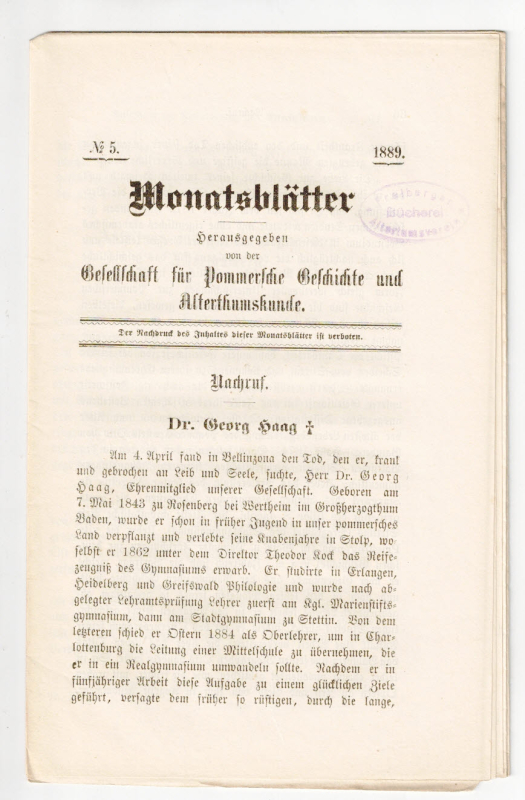 № 5.
1889.
Monatsblätter
Herausgegeben
von der
Gesellschaft für Pommersche Geschichte und
Alterthumskunde.
Freiberger
Bücherei
Altertumsverein
Der Nachdruck des Inhaltes dieser Monatsblätter ist verboten.
Nachruf.
Dr. Georg Haag †
Am 4. April fand in Bellinzona den Tod, den er, krank
und gebrochen an Leib und Seele, suchte, Herr Dr. Georg
Haag, Ehrenmitglied unserer Gesellschaft. Geboren am
7. Mai 1843 zu Rosenberg bei Wertheim im Großherzogthum
Baden, wurde er schon in früher Jugend in unser pommersches
Land verpflanzt und verlebte seine Knabenjahre in Stolp, wo-
selbst er 1862 unter dem Direktor Theodor Kock das Reife-
zeugniß des Gymnasiums erwarb. Er studirte in Erlangen,
Heidelberg und Greifswald Philologie und wurde nach ab-
gelegter Lehramtsprüfung Lehrer zuerst am Kgl. Marienstifts-
gymnasium, dann am Stadtgymnasium zu Stettin. Von dem
letzteren schied er Ostern 1884 als Oberlehrer, um in Char-
lottenburg die Leitung einer Mittelschule zu übernehmen, die
er in ein Realgymnasium umwandeln sollte. Nachdem er in
fünfjähriger Arbeit diese Aufgabe zu einem glücklichen Ziele
geführt, versagte dem früher so rüstigen, durch die lange,